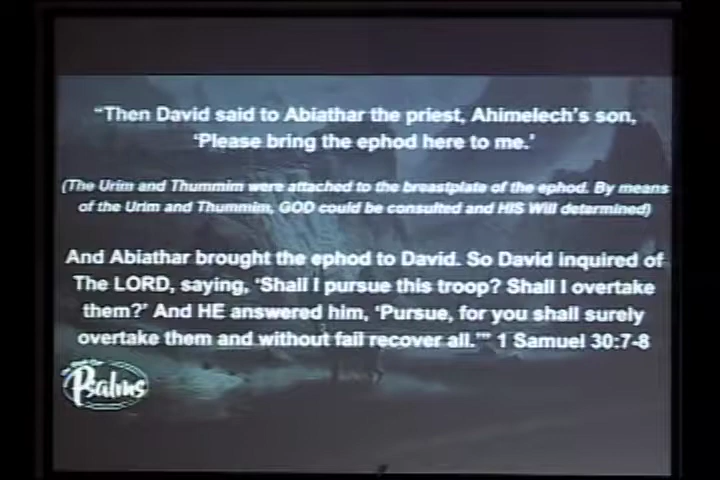 “Then David said to Abiathar the priest, Ahimelech’s son,
‘Please bring the ephod here to me.’
(The Urim and Thummim were attached to the breastplate of the ephod. By means
of the Urim and Thummim, GOD could be consulted and HIS Will determined)
And Abiathar brought the ephod to David. So David inquired of
The LORD, saying, ‘Shall I pursue this troop? Shall I overtake
them?’ And HE answered him, ‘Pursue, for you shall surely
overtake them and without fail recover all.’” 1 Samuel 30:7-8
Psalms